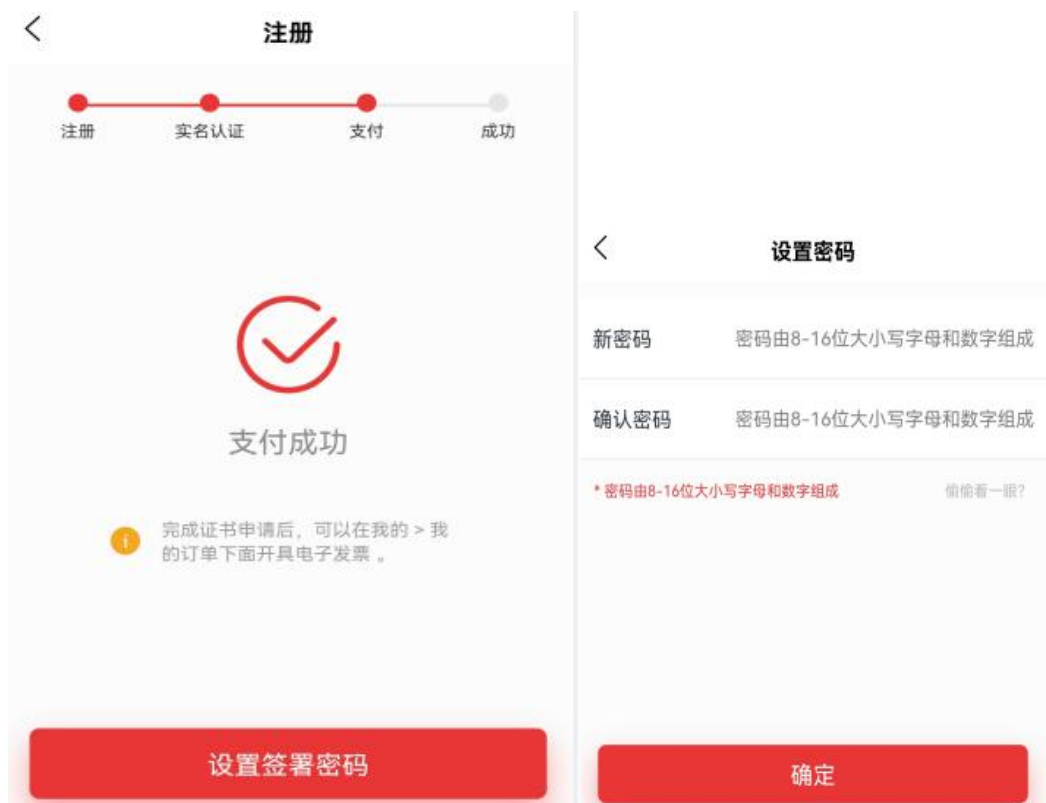 注册
注册
实名认证
支付
成功
支付成功
完成证书申请后，可以在我的 > 我
的订单下面开具电子发票 。
设置签署密码
设置密码
新密码
密码由8-16位大小写字母和数字组成
确认密码
密码由8-16位大小写字母和数字组成
* 密码由8-16位大小写字母和数字组成
偷偷看一眼?
确定